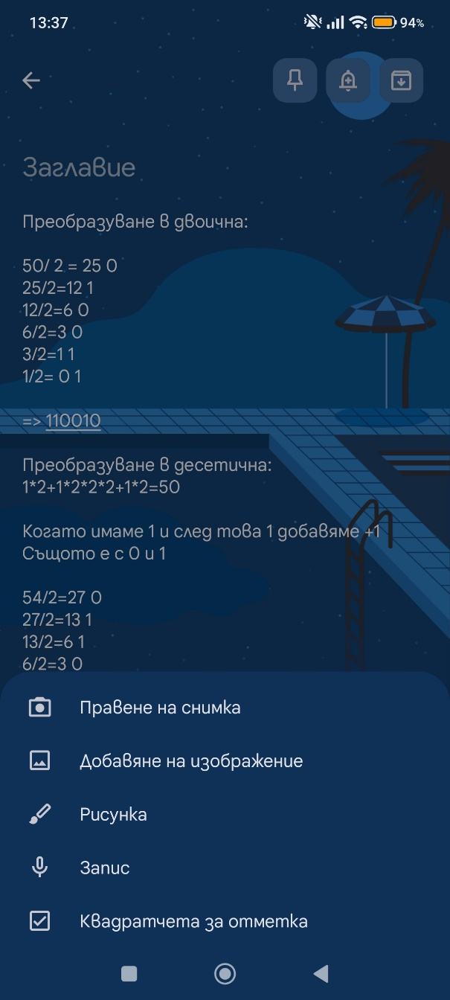 13:37
94%
Заглавие
Преобразуване в двоична:
50/ 2 = 25 0
25/2=12 1
12/2=6 0
6/2=3 0
3/2=1 1
1/2= 0 1
=> 110010
Преобразуване в десетична:
1*2+1*2*2*2+1*2=50
Когато имаме 1 и след това 1 добавяме +1
Същото е с 0 и 1
54/2=27 0
27/2=13 1
13/2=6 1
6/2=3 0
Правене на снимка
Добавяне на изображение
Рисунка
Запис
Квадратчета за отметка